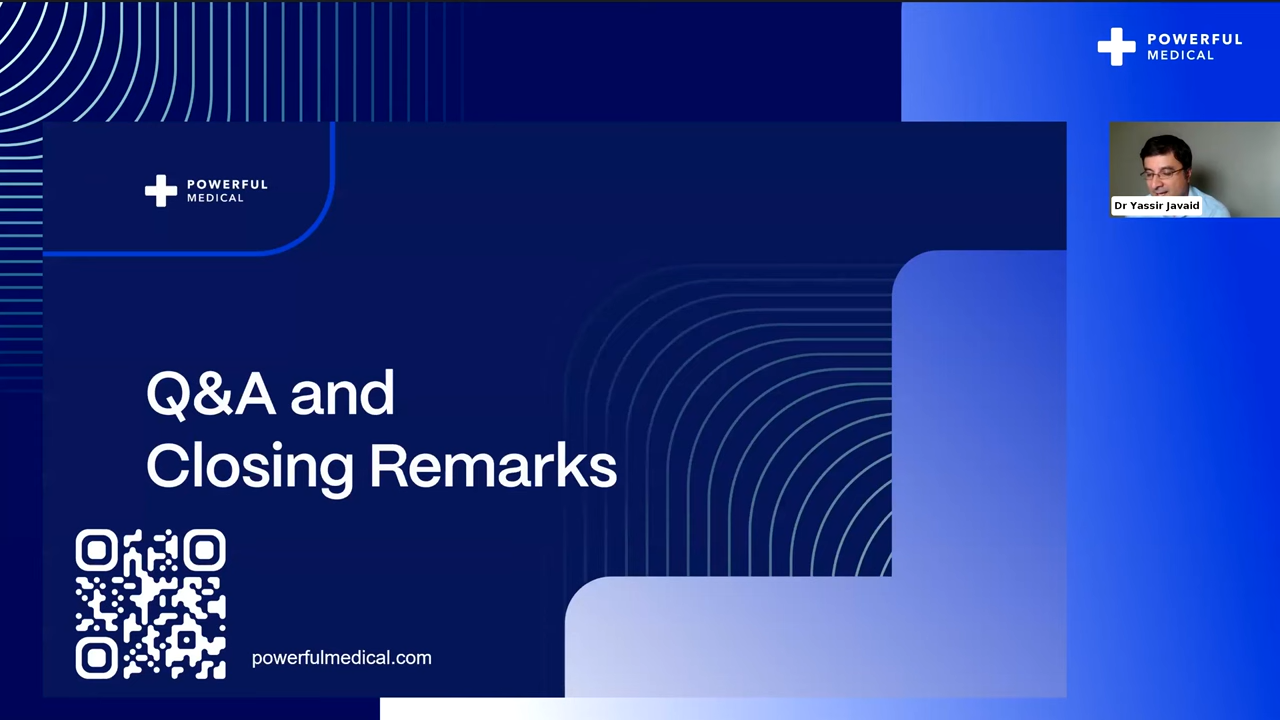 POWERFUL
MEDICAL
POWERFUL
MEDICAL
Dr Yassir Javaid
Q&A and
Closing Remarks
powerfulmedical.com